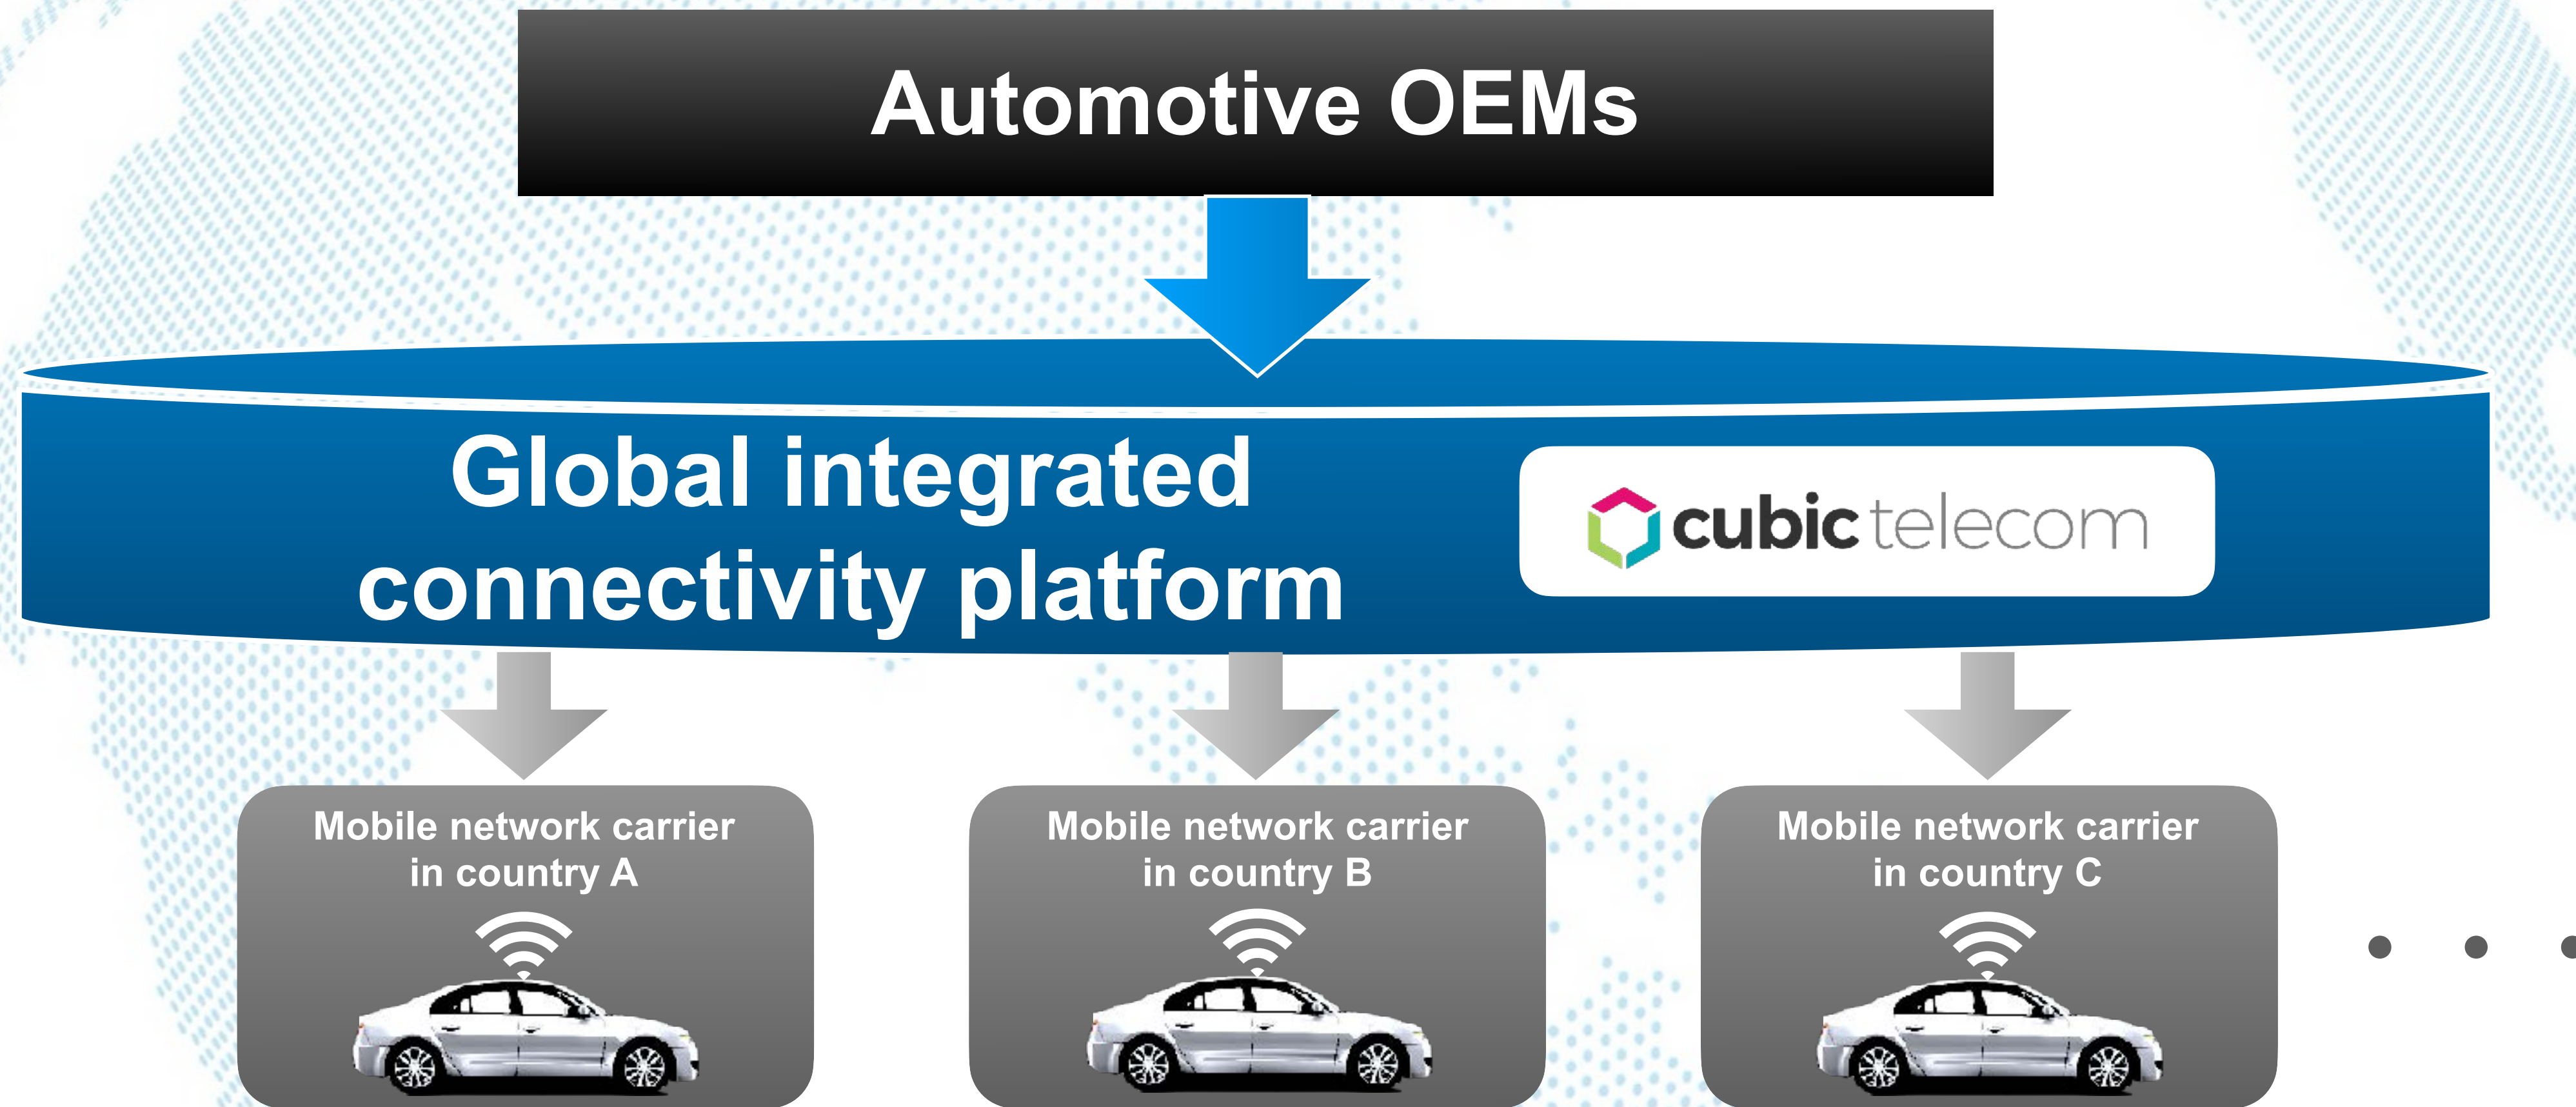 Automotive OEMs
Global integrated
connectivity platform
cubic telecom
Mobile network carrier
in country A
Mobile network carrier
in country B
Mobile network carrier
in country C